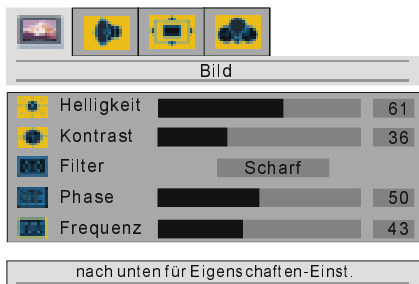 Bild
Helligkeit 61
Kontrast 36
Filter Scharf
Phase 50
Frequenz 43
nach unten für Eigenschaften-Einst.